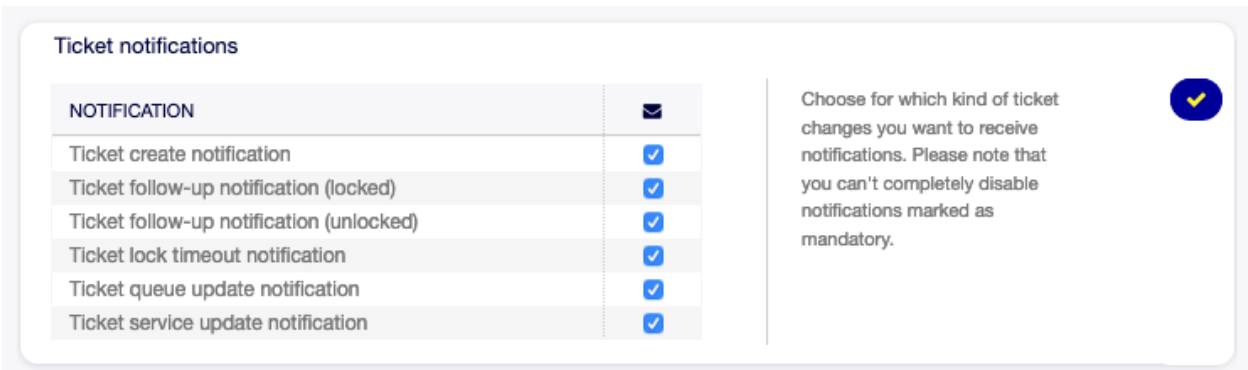 Ticket notifications
NOTIFICATION
Ticket create notification
Ticket follow-up notification (locked)
Ticket follow-up notification (unlocked)
Ticket lock timeout notification
Ticket queue update notification
Ticket service update notification
Choose for which kind of ticket
changes you want to receive
notifications. Please note that
you can't completely disable
notifications marked as
mandatory.